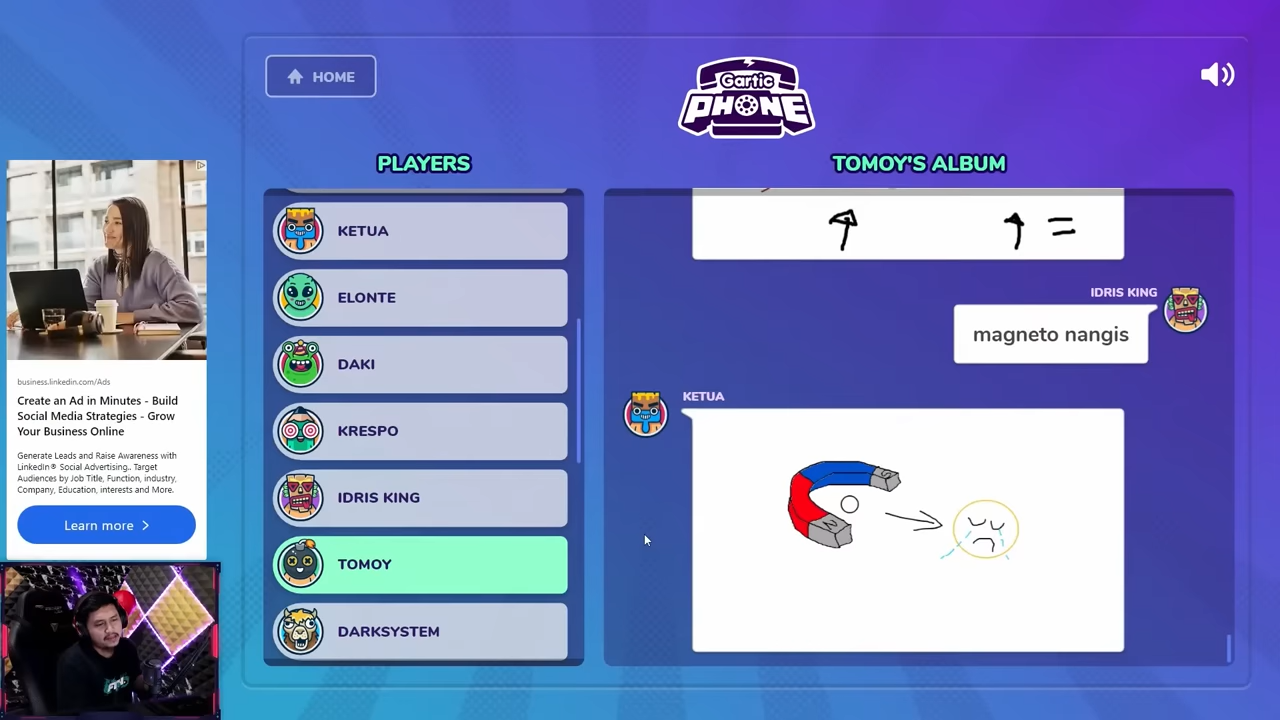 HOME
Gartic
PHONE
PLAYERS
KETUA
ELONTE
DAKI
KRESPO
IDRIS KING
TOMOY
DARKSYSTEM
TOMOY'S ALBUM
=
IDRIS KING
magneto nangis
KETUA
S
N
business.linkedin.com/Ads
Create an Ad in Minutes - Build
Social Media Strategies - Grow
Your Business Online
Generate Leads and Raise Awareness with
LinkedIn® Social Advertising.. Target
Audiences by Job Title, Function, industry,
Company, Education, interests and More.
Learn more